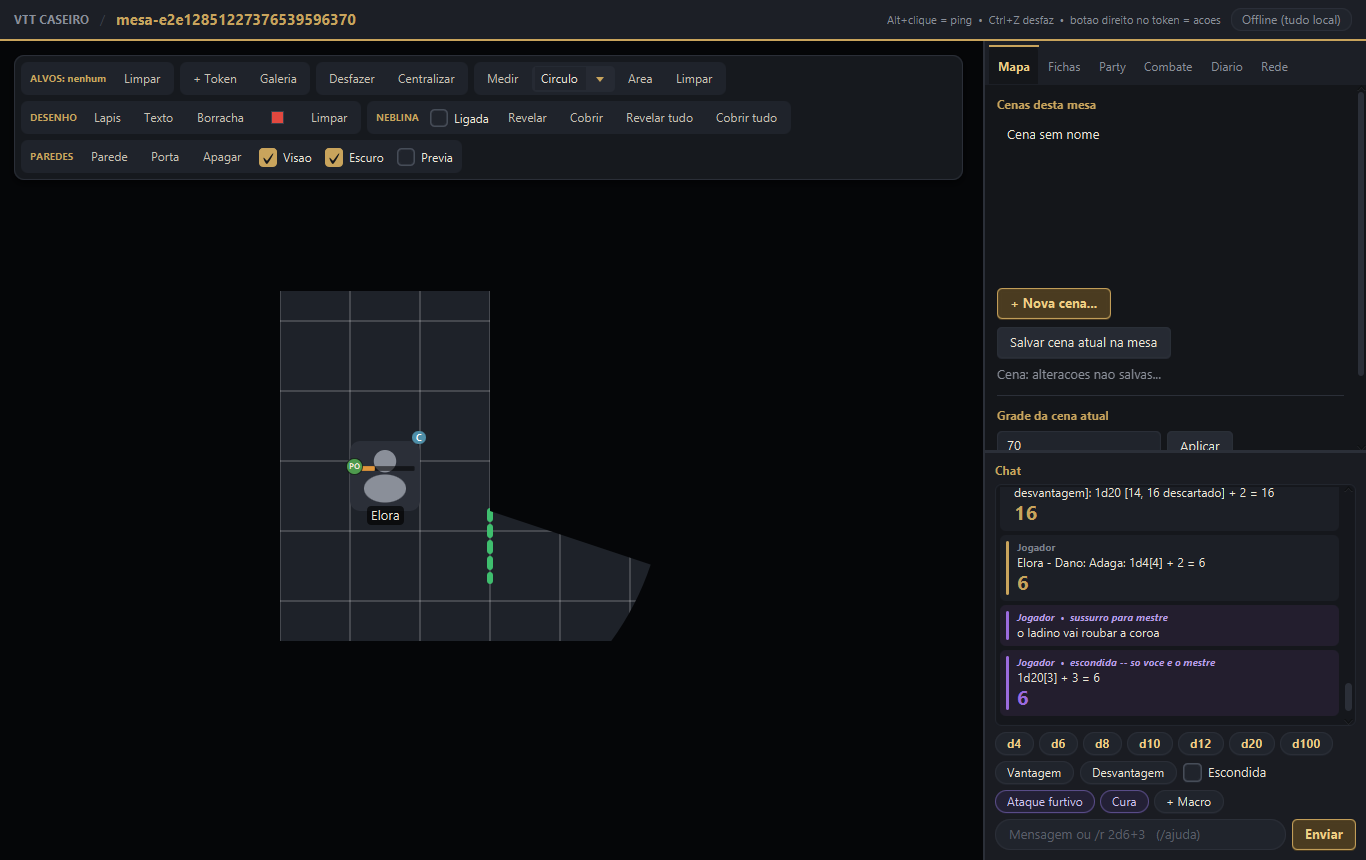 VTT CASEIRO / mesa-e2e12851227376539596370
Alt+clique = ping • Ctrl+Z desfaz • botao direito no token = acoes
Offline (tudo local)
ALVOS: nenhum Limpar + Token Galeria Desfazer Centralizar Medir Circulo Area Limpar
DESENHO Lapis Texto Borracha Limpar NEBLINA Ligada Revelar Cobrir Revelar tudo Cobrir tudo
PAREDES Parede Porta Apagar Visao Escuro Previa
C
PO
Elora
Mapa Fichas Party Combate Diario Rede
Cenas desta mesa
Cena sem nome
+ Nova cena...
Salvar cena atual na mesa
Cena: alteracoes nao salvas...
Grade da cena atual
70 Aplicar
Chat
desvantagem]: 1d20 [14, 16 descartado] + 2 = 16
16
Jogador
Elora - Dano: Adaga: 1d4[4] + 2 = 6
6
Jogador • sussurro para mestre
o ladino vai roubar a coroa
Jogador • escondida -- so voce e o mestre
1d20[3] + 3 = 6
6
d4 d6 d8 d10 d12 d20 d100
Vantagem Desvantagem Escondida
Ataque furtivo Cura + Macro
Mensagem ou /r 2d6+3 (/ajuda) Enviar